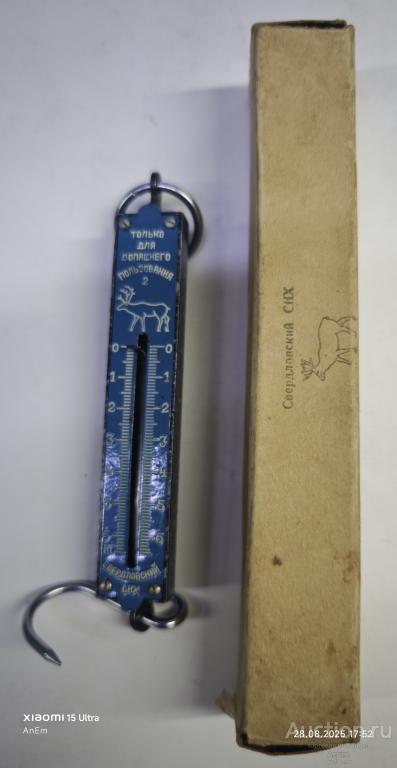 ТОЛЬКО
ДЛЯ
ДОМАШНЕГО
ПОЛЬЗОВАНИЯ
2
0 0
1 1
2 2
3 3
4 4
5 5
6 6
СВЕРДЛОВСКИЙ
СИХ
Свердловский СИХ
xiaomi 15 Ultra
AnEm
28.08.2025 17:52
Auction.ru